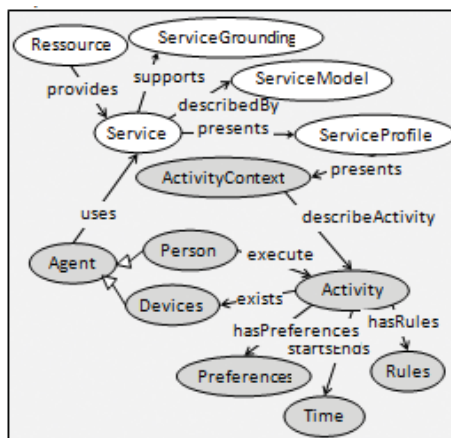 Ressource
ServiceGrounding
supports
ServiceModel
provides
describedBy
Service
presents
ServiceProfile
ActivityContext
presents
uses
describeActivity
Person
execute
Agent
Activity
Devices
exists
hasPreferences
hasRules
startsEnds
Preferences
Rules
Time